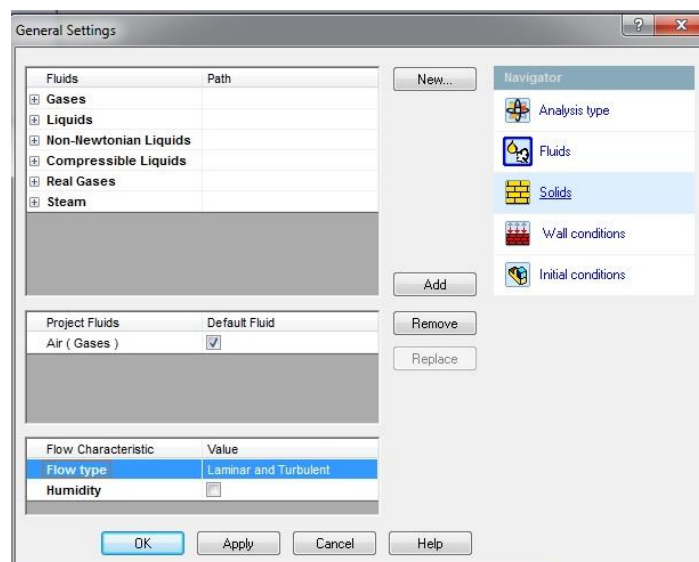 General Settings
Fluids Path
Gases
Liquids
Non-Newtonian Liquids
Compressible Liquids
Real Gases
Steam
New...
Add
Project Fluids Default Fluid
Air ( Gases )
Remove
Replace
Flow Characteristic Value
Flow type Laminar and Turbulent
Humidity
OK Apply Cancel Help
Navigator
Analysis type
Fluids
Solids
Wall conditions
Initial conditions